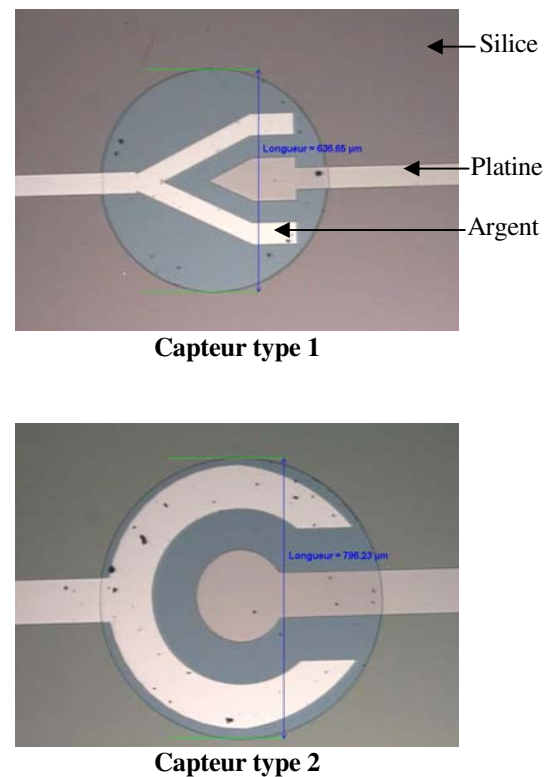 Silice
Longueur = 636.65 µm
Platine
Argent
Capteur type 1
Longueur = 796.23 µm
Capteur type 2